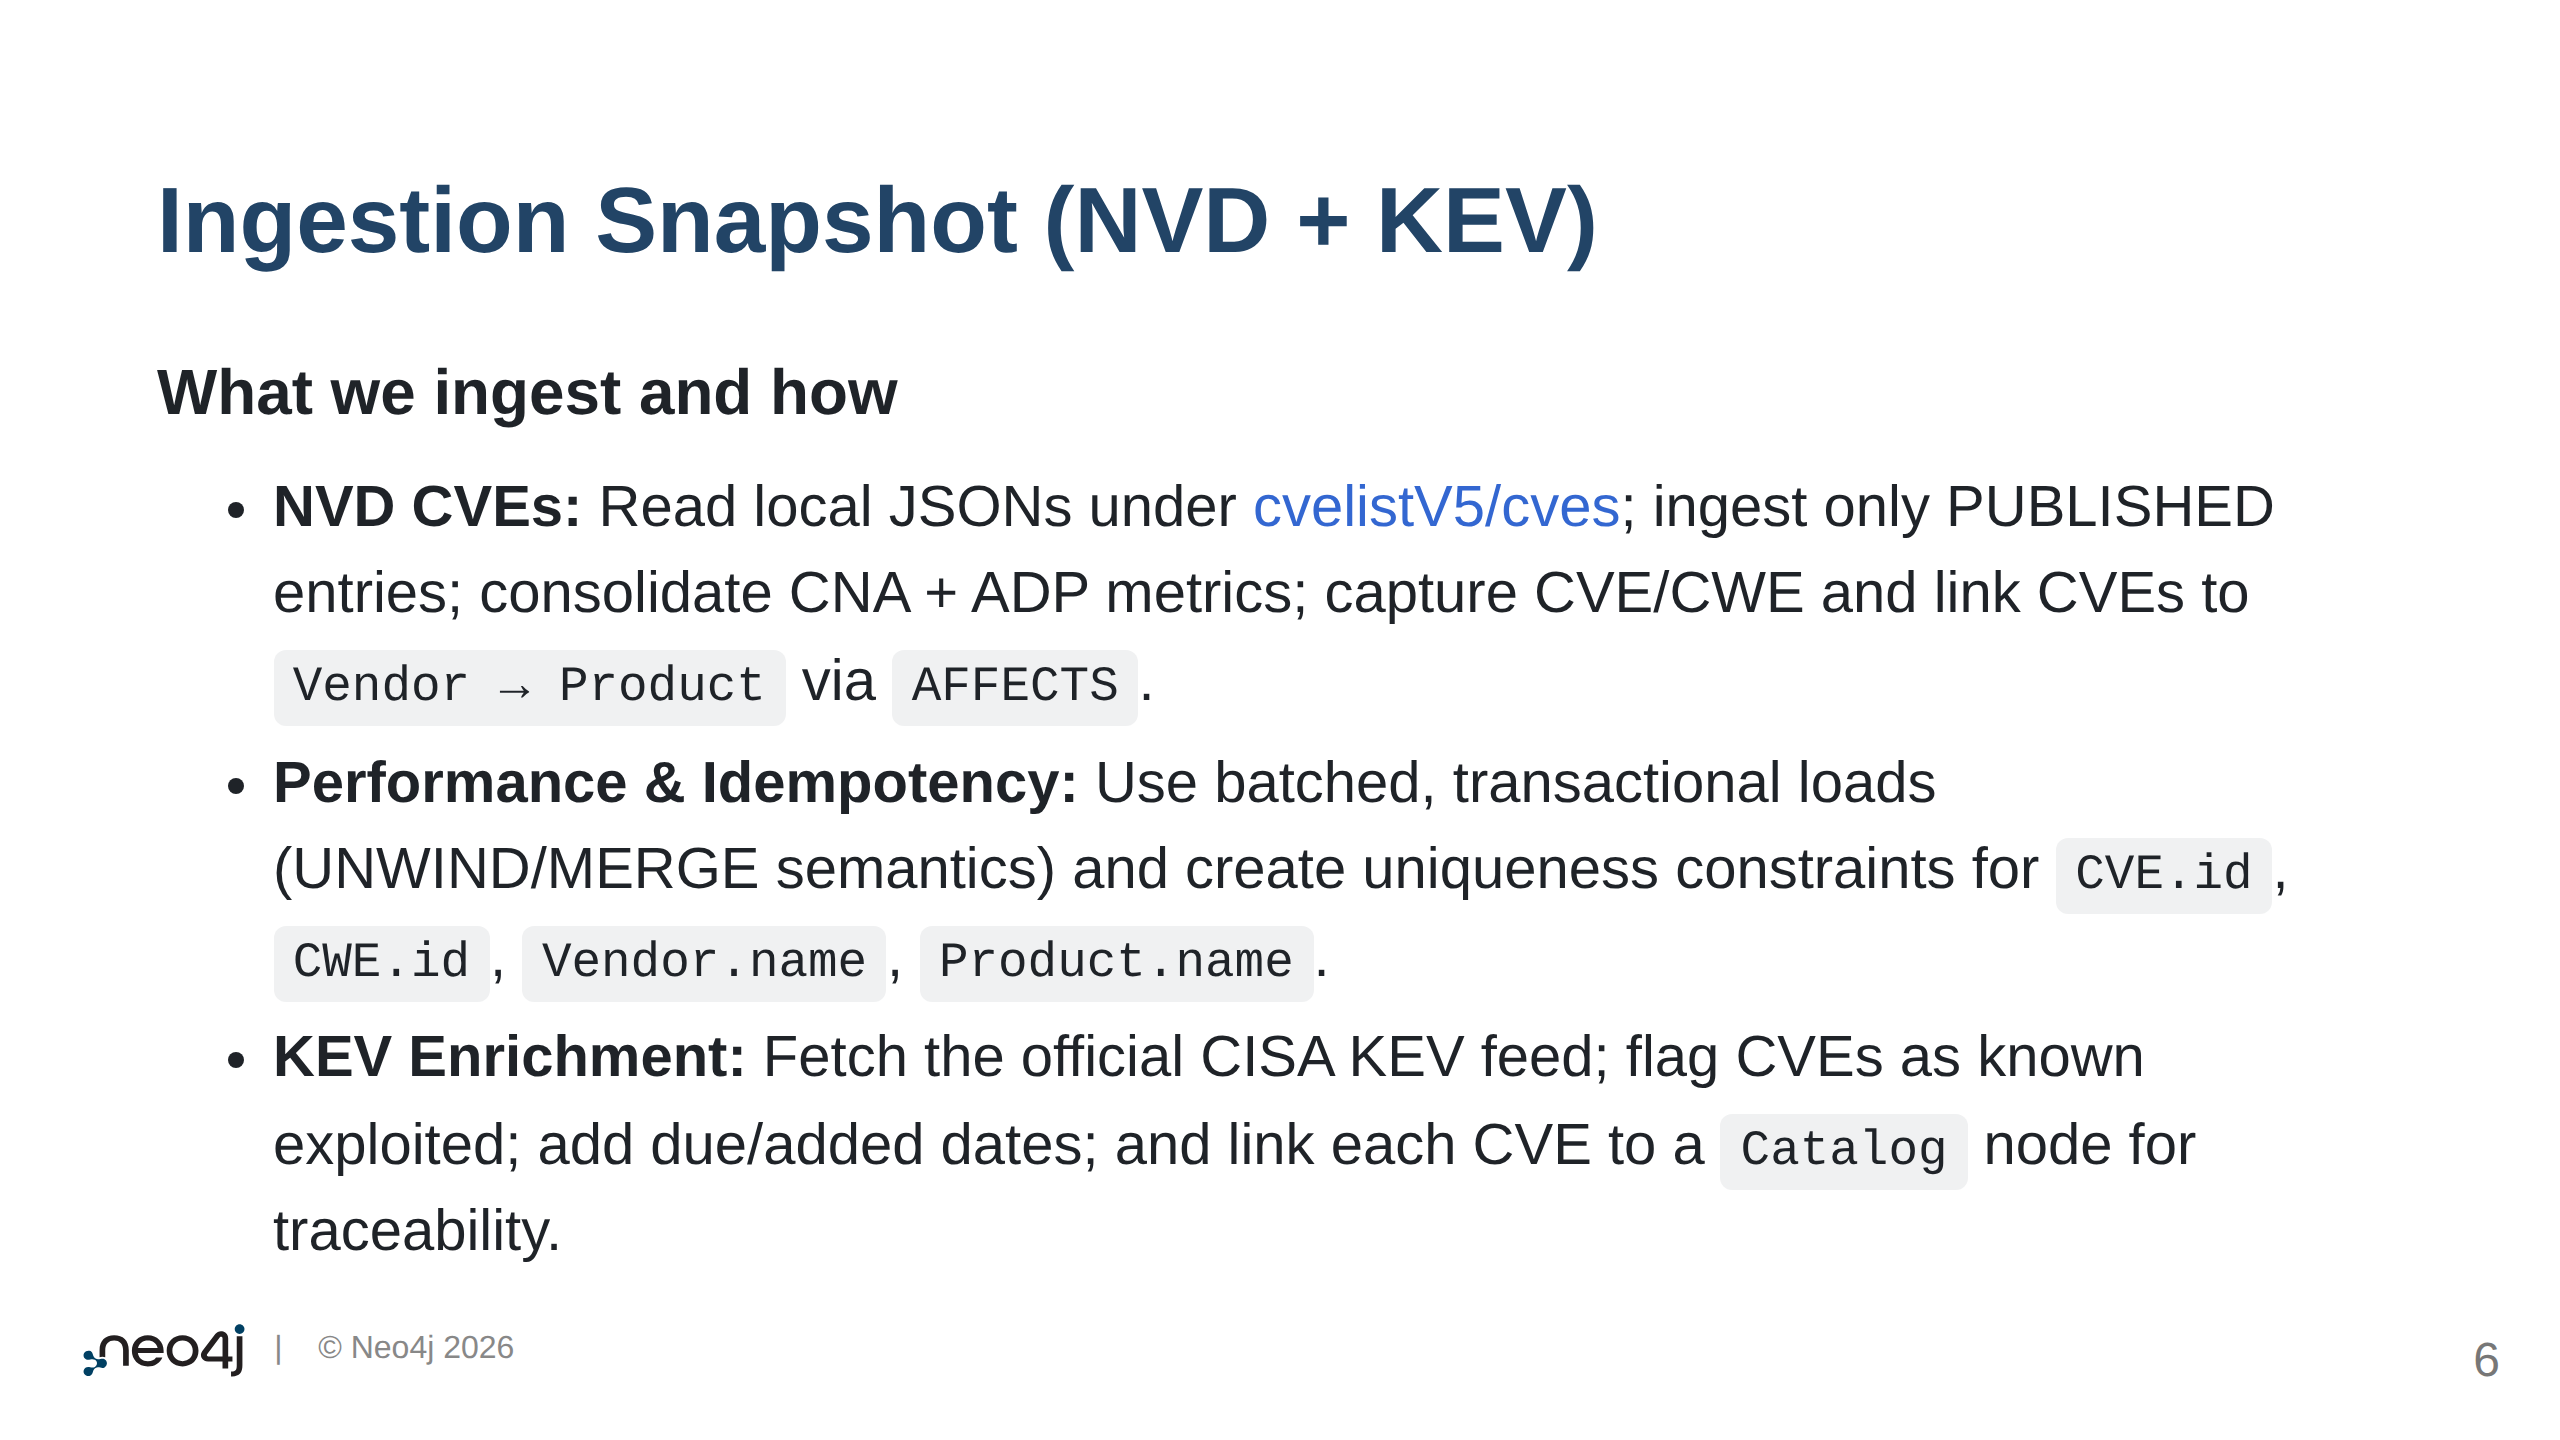 Ingestion Snapshot (NVD + KEV)
What we ingest and how
• NVD CVEs: Read local JSONs under cvelistV5/cves; ingest only PUBLISHED
entries; consolidate CNA + ADP metrics; capture CVE/CWE and link CVEs to
Vendor → Product via AFFECTS.
• Performance & Idempotency: Use batched, transactional loads
(UNWIND/MERGE semantics) and create uniqueness constraints for CVE.id,
CWE.id, Vendor.name, Product.name.
• KEV Enrichment: Fetch the official CISA KEV feed; flag CVEs as known
exploited; add due/added dates; and link each CVE to a Catalog node for
traceability.
neo4j | © Neo4j 2026
6